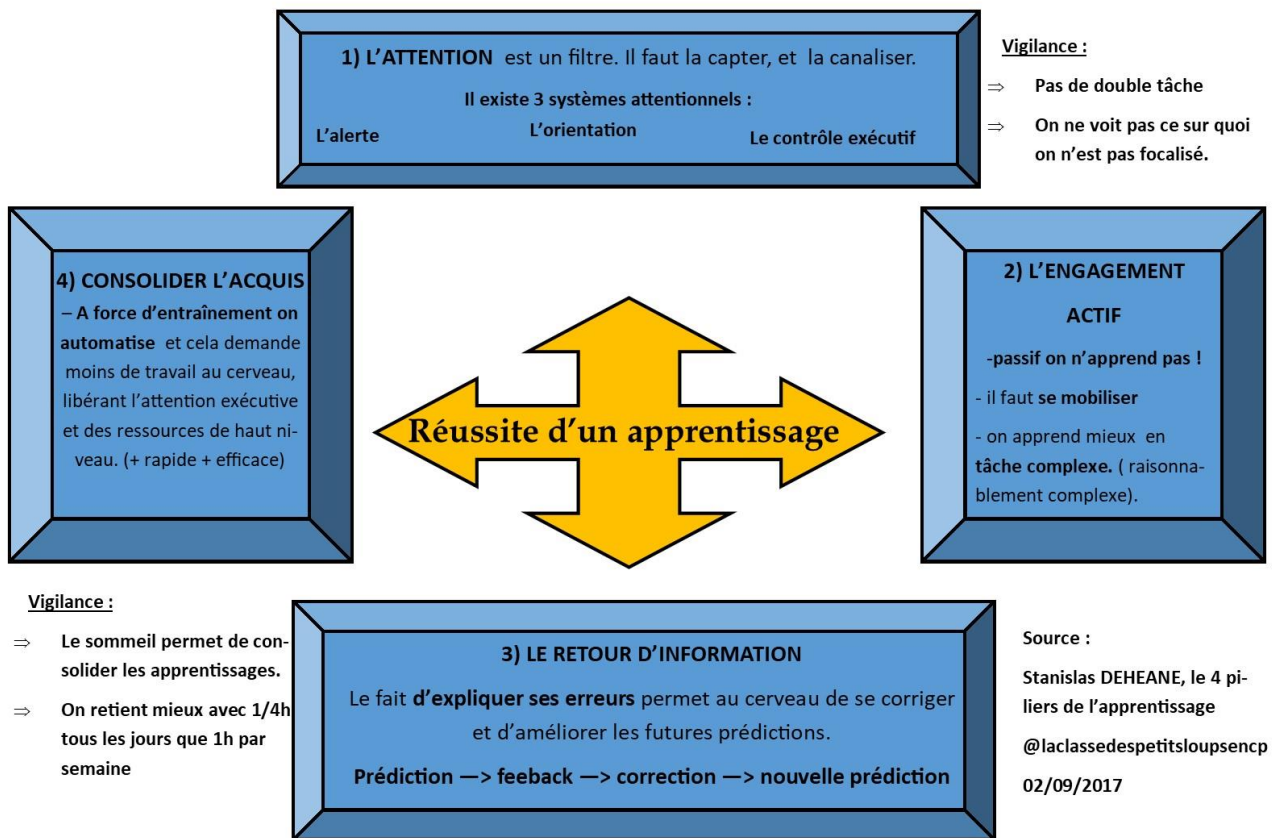 1) L'ATTENTION est un filtre. Il faut la capter, et la canaliser.
Il existe 3 systèmes attentionnels :
L'alerte
L'orientation
Le contrôle exécutif
Vigilance :
⇒ Pas de double tâche
⇒ On ne voit pas ce sur quoi
on n'est pas focalisé.
4) CONSOLIDER L'ACQUIS
– A force d'entraînement on
automatise et cela demande
moins de travail au cerveau,
libérant l'attention exécutive
et des ressources de haut ni-
veau. (+ rapide + efficace)
Réussite d'un apprentissage
2) L'ENGAGEMENT
ACTIF
-passif on n'apprend pas !
- il faut se mobiliser
- on apprend mieux en
tâche complexe. ( raisonna-
blement complexe).
Vigilance :
⇒ Le sommeil permet de con-
solider les apprentissages.
⇒ On retient mieux avec 1/4h
tous les jours que 1h par
semaine
3) LE RETOUR D'INFORMATION
Le fait d'expliquer ses erreurs permet au cerveau de se corriger
et d'améliorer les futures prédictions.
Prédiction —> feeback —> correction —> nouvelle prédiction
Source :
Stanislas DEHEANE, le 4 pi-
liers de l'apprentissage
@laclassedespetitsloupsencp
02/09/2017